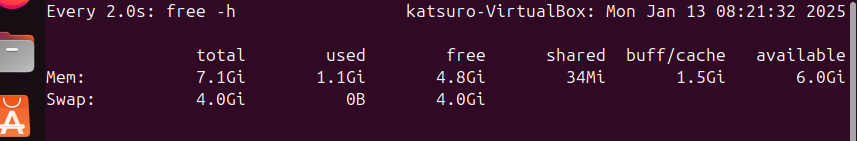 Every 2.0s: free -h katsuro-VirtualBox: Mon Jan 13 08:21:32 2025
total used free shared buff/cache available
Mem: 7.1Gi 1.1Gi 4.8Gi 34Mi 1.5Gi 6.0Gi
Swap: 4.0Gi 0B 4.0Gi